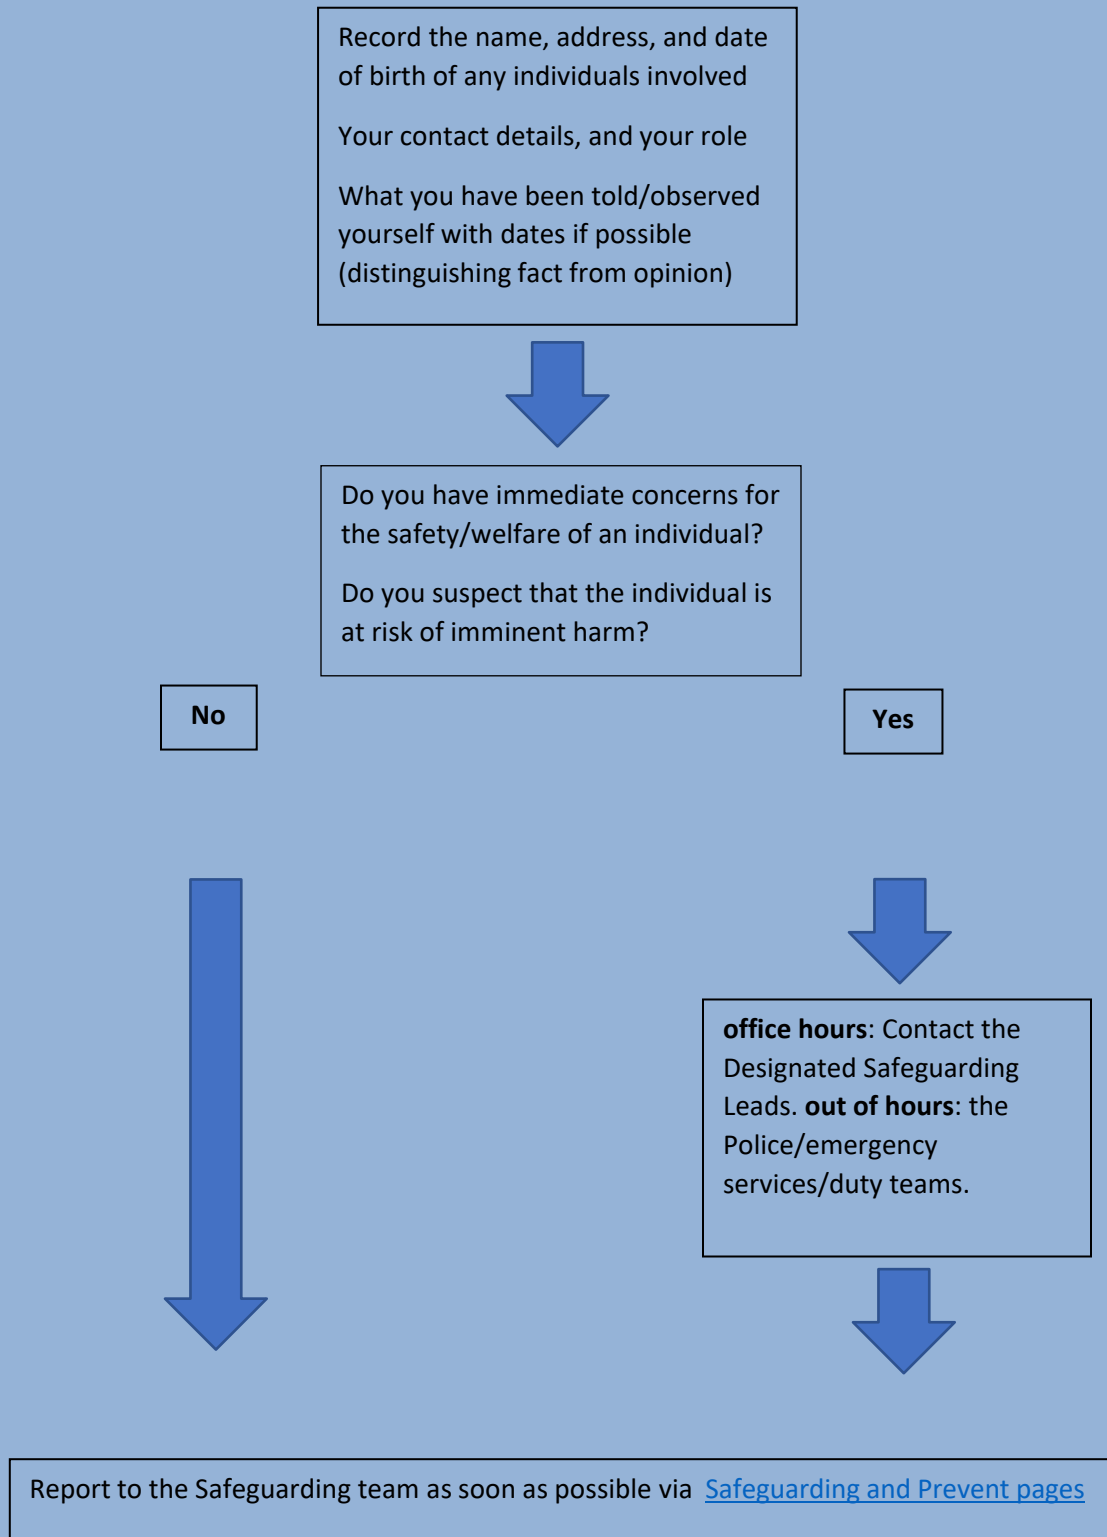 Record the name, address, and date
of birth of any individuals involved
Your contact details, and your role
What you have been told/observed
yourself with dates if possible
(distinguishing fact from opinion)
Do you have immediate concerns for
the safety/welfare of an individual?
Do you suspect that the individual is
at risk of imminent harm?
No
Yes
office hours: Contact the
Designated Safeguarding
Leads. out of hours: the
Police/emergency
services/duty teams.
Report to the Safeguarding team as soon as possible via Safeguarding and Prevent pages